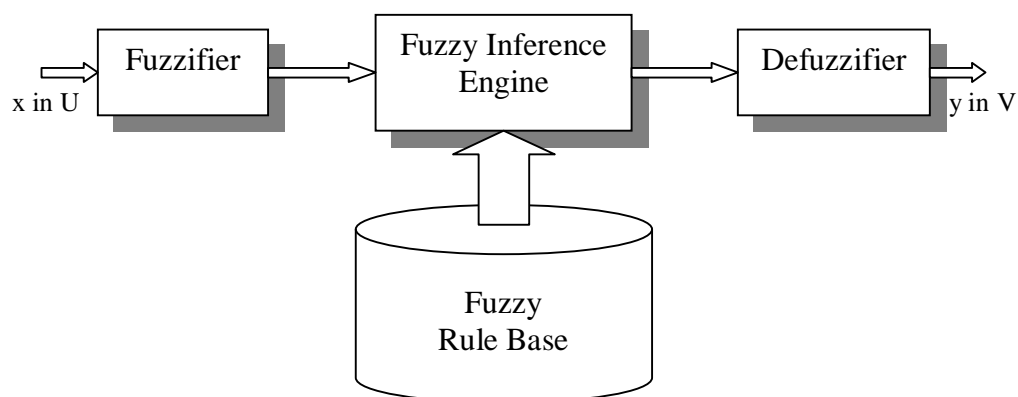 Fuzzifier
Fuzzy Inference
Engine
Defuzzifier
x in U
y in V
Fuzzy
Rule Base